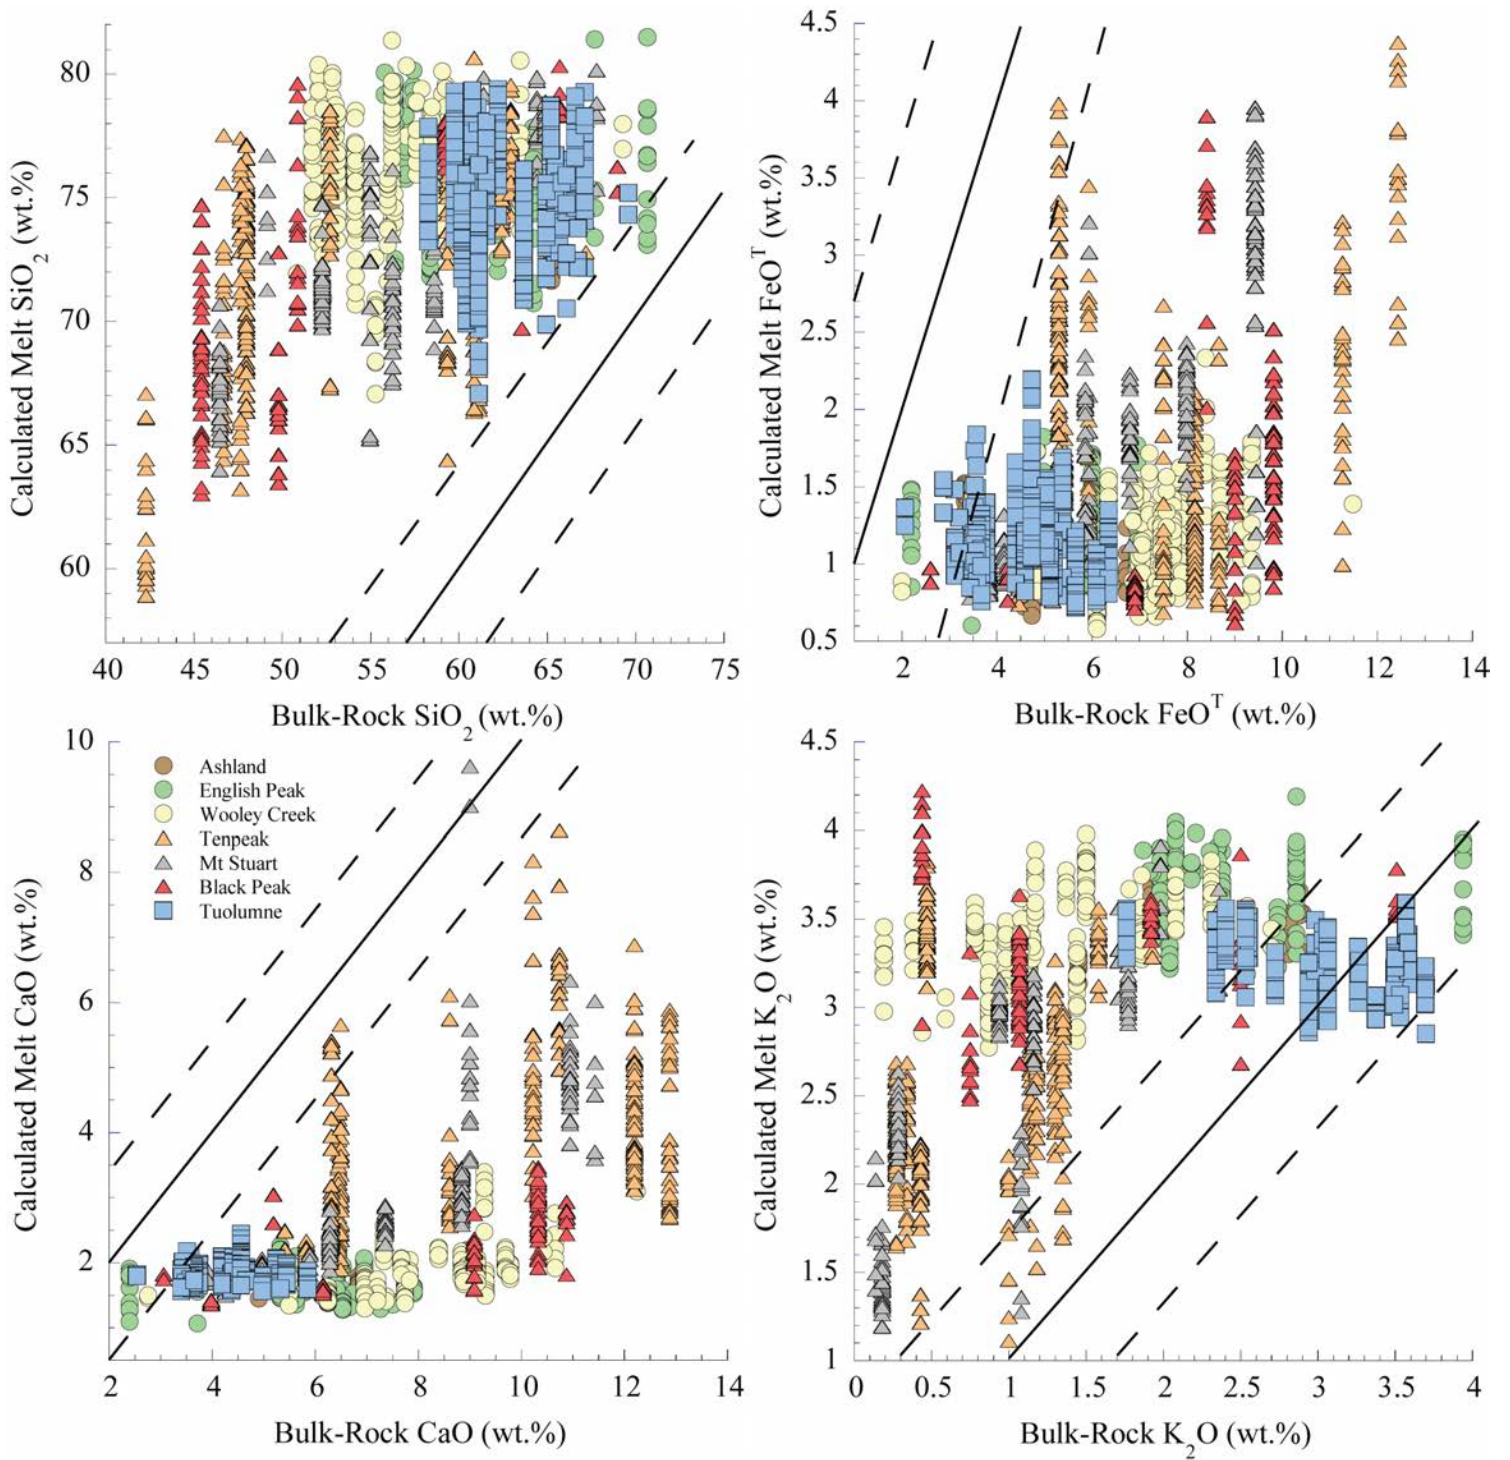 80
75
70
65
60
Calculated Melt SiO₂ (wt.%)
40 45 50 55 60 65 70 75
Bulk-Rock SiO₂ (wt.%)
4.5
4
3.5
3
2.5
2
1.5
1
0.5
Calculated Melt FeOᵀ (wt.%)
2 4 6 8 10 12 14
Bulk-Rock FeOᵀ (wt.%)
10
8
6
4
2
Calculated Melt CaO (wt.%)
Ashland
English Peak
Wooley Creek
Tenpeak
Mt Stuart
Black Peak
Tuolumne
2 4 6 8 10 12 14
Bulk-Rock CaO (wt.%)
4.5
4
3.5
3
2.5
2
1.5
1
Calculated Melt K₂O (wt.%)
0 0.5 1 1.5 2 2.5 3 3.5 4
Bulk-Rock K₂O (wt.%)